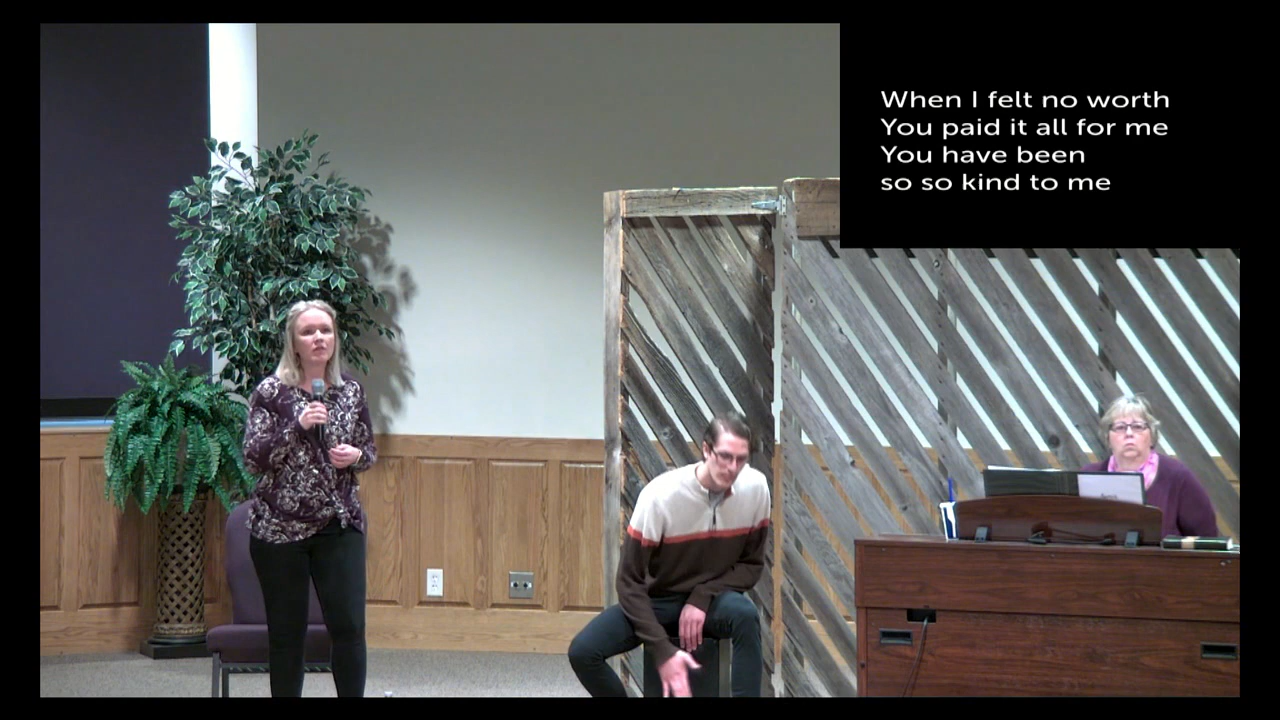 When I felt no worth
You paid it all for me
You have been
so so kind to me